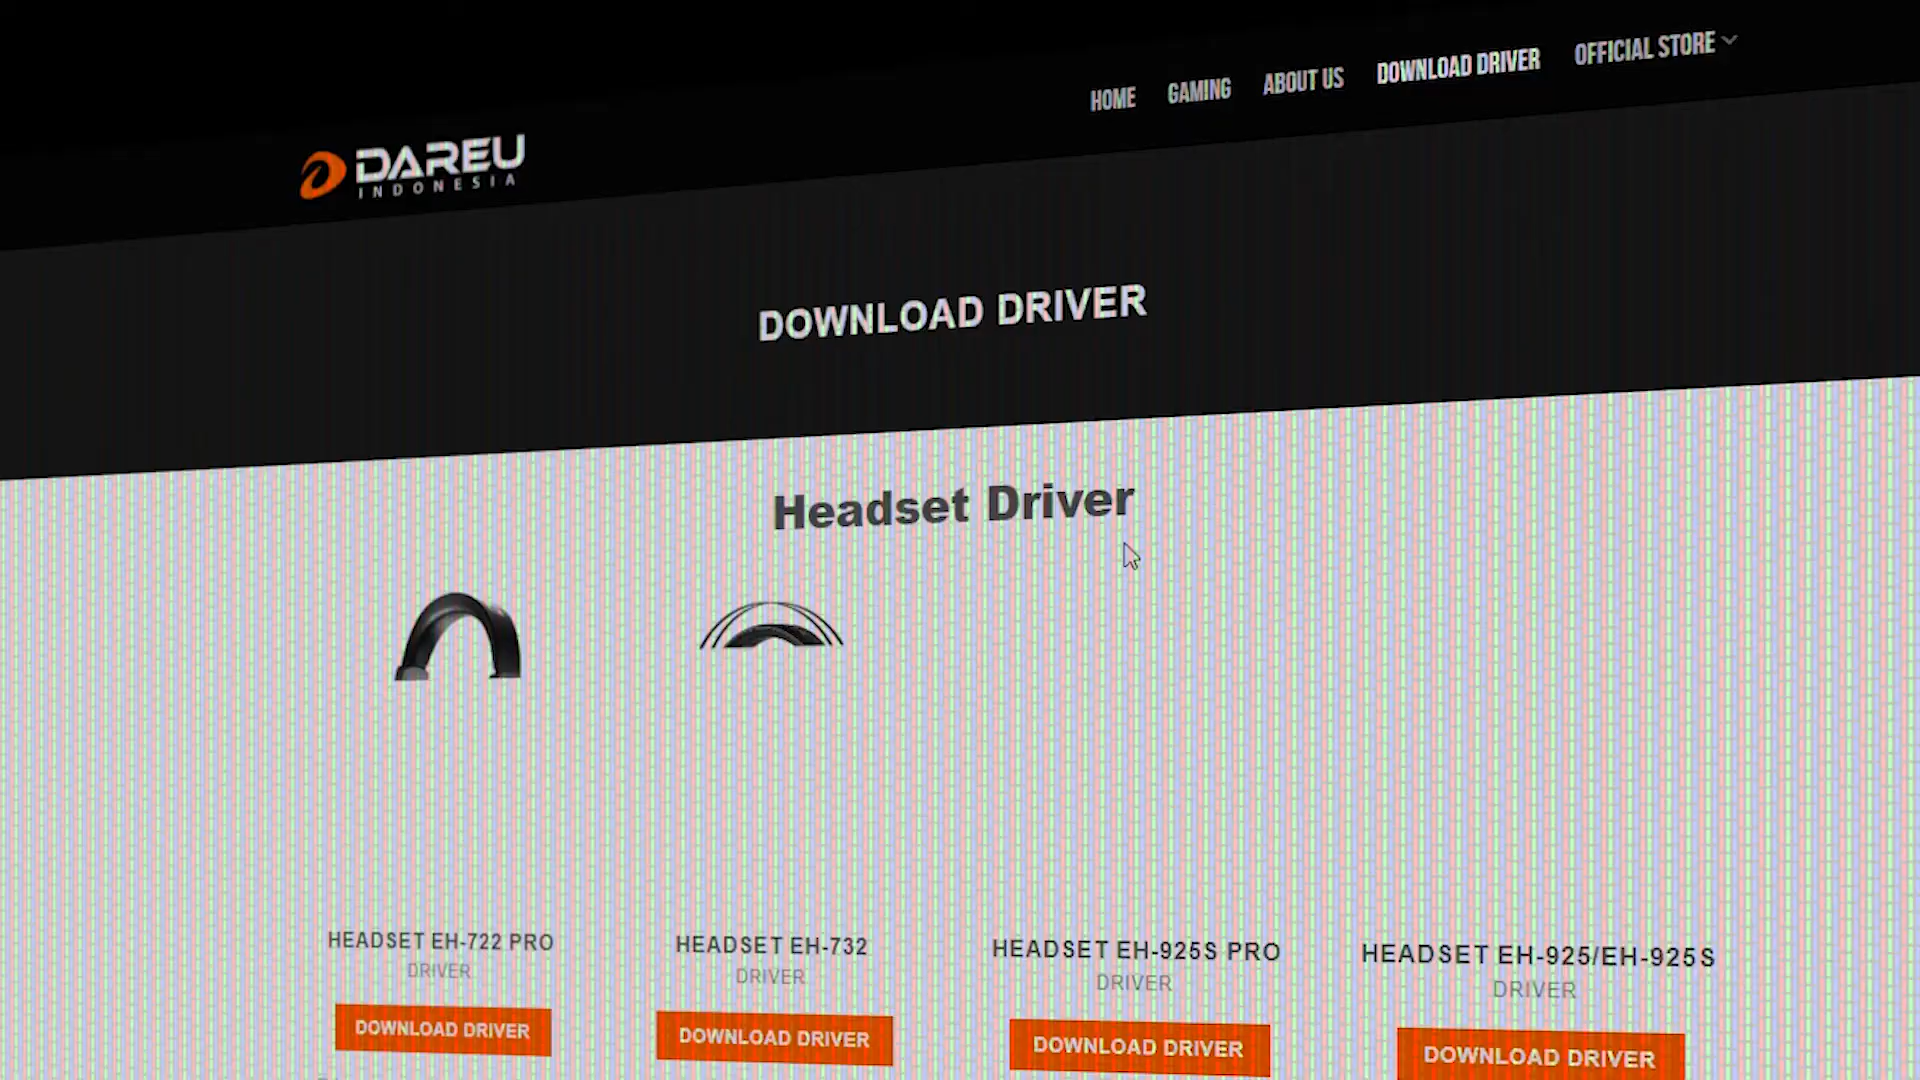 HOME GAMING ABOUT US DOWNLOAD DRIVER OFFICIAL STORE
DAREU
INDONESIA
DOWNLOAD DRIVER
Headset Driver
HEADSET EH-722 PRO
DRIVER
DOWNLOAD DRIVER
HEADSET EH-732
DRIVER
DOWNLOAD DRIVER
HEADSET EH-925S PRO
DRIVER
DOWNLOAD DRIVER
HEADSET EH-925/EH-925S
DRIVER
DOWNLOAD DRIVER